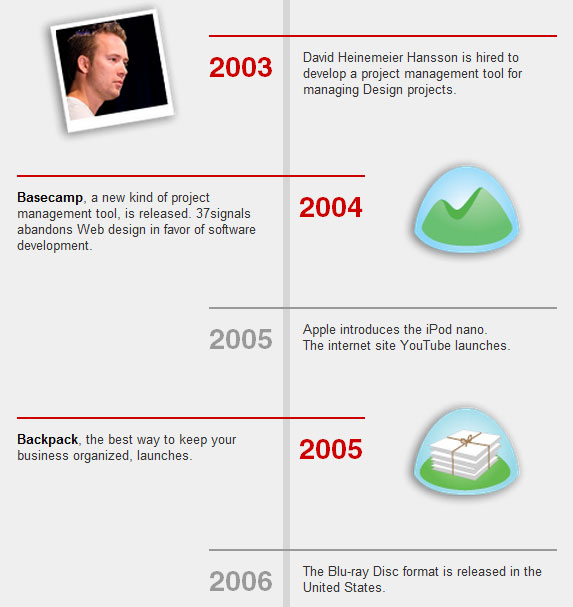 2003
David Heinemeier Hansson is hired to
develop a project management tool for
managing Design projects.
Basecamp, a new kind of project
management tool, is released. 37signals
abandons Web design in favor of software
development.
2004
2005
Apple introduces the iPod nano.
The internet site YouTube launches.
Backpack, the best way to keep your
business organized, launches.
2005
2006
The Blu-ray Disc format is released in the
United States.